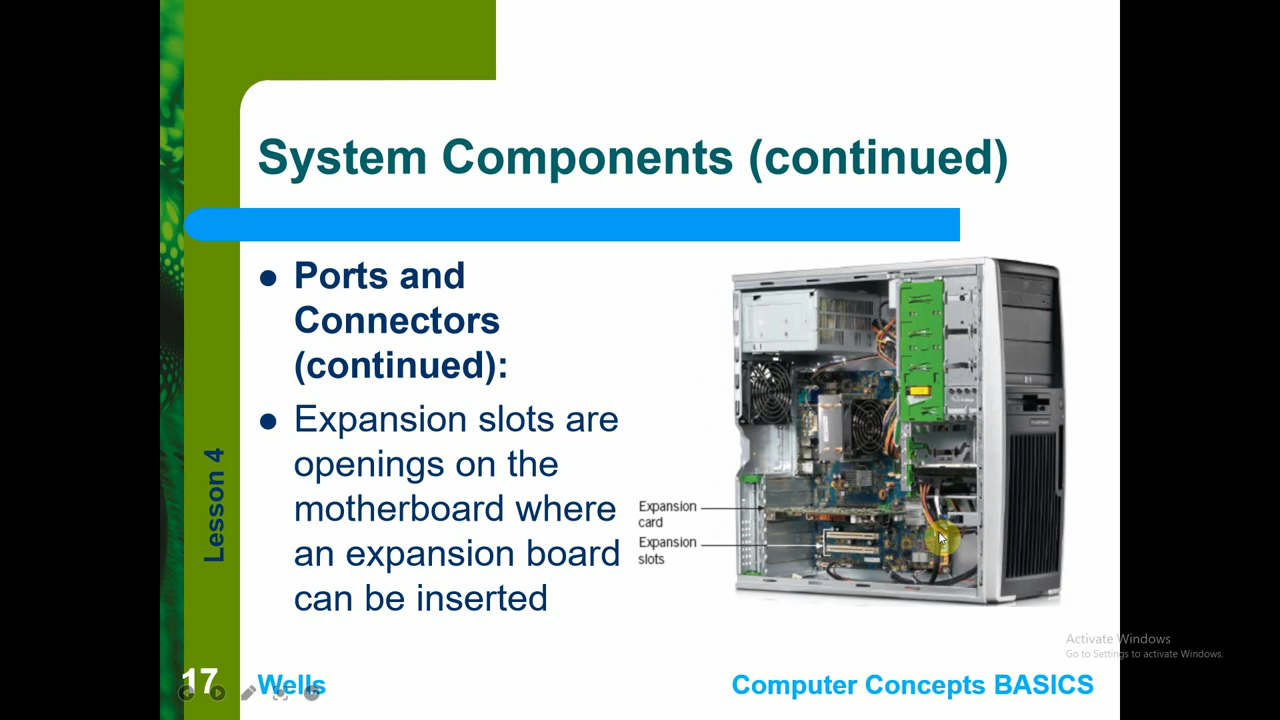 System Components (continued)
Ports and
Connectors
(continued):
Expansion slots are
openings on the
motherboard where
an expansion board
can be inserted
Expansion
card
Expansion
slots
Lesson 4
Activate Windows
Go to Settings to activate Windows.
17
Wells
Computer Concepts BASICS